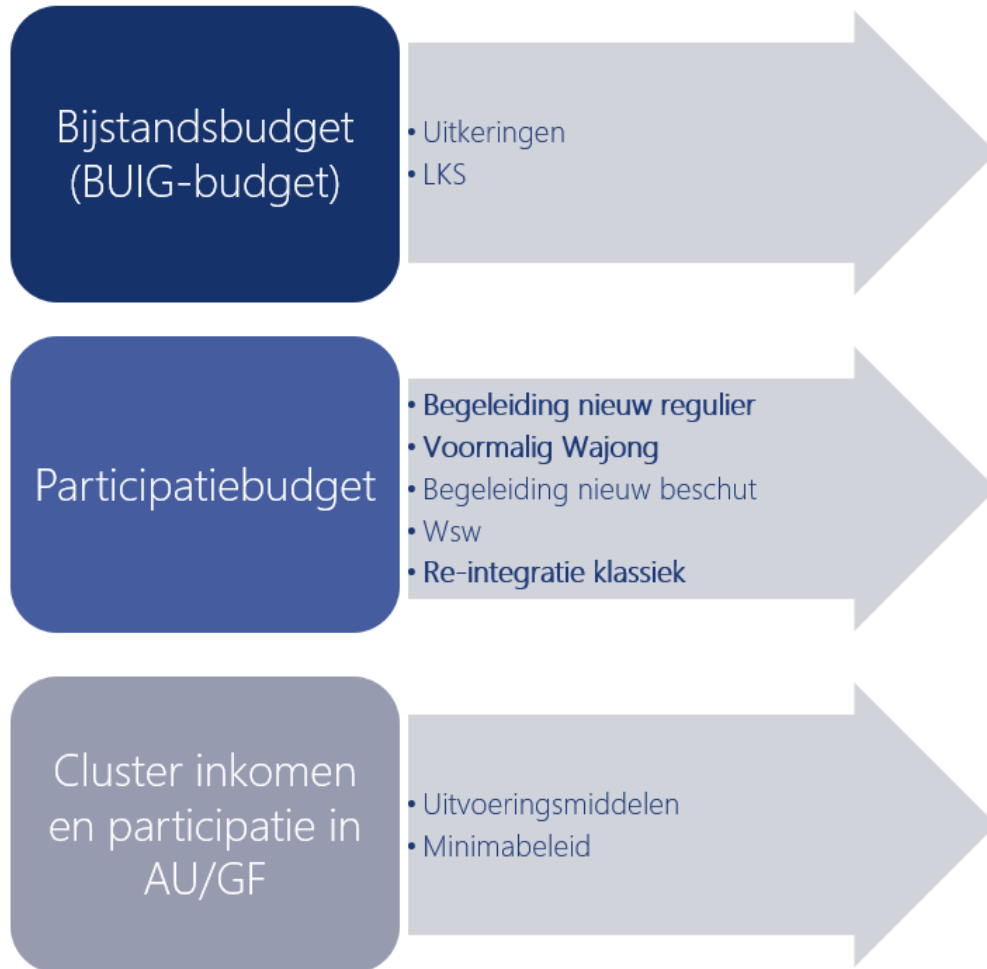 Bijstandsbudget
(BUIG-budget)
• Uitkeringen
• LKS
Participatiebudget
• Begeleiding nieuw regulier
• Voormalig Wajong
• Begeleiding nieuw beschut
• Wsw
• Re-integratie klassiek
Cluster inkomen
en participatie in
AU/GF
• Uitvoeringsmiddelen
• Minimabeleid